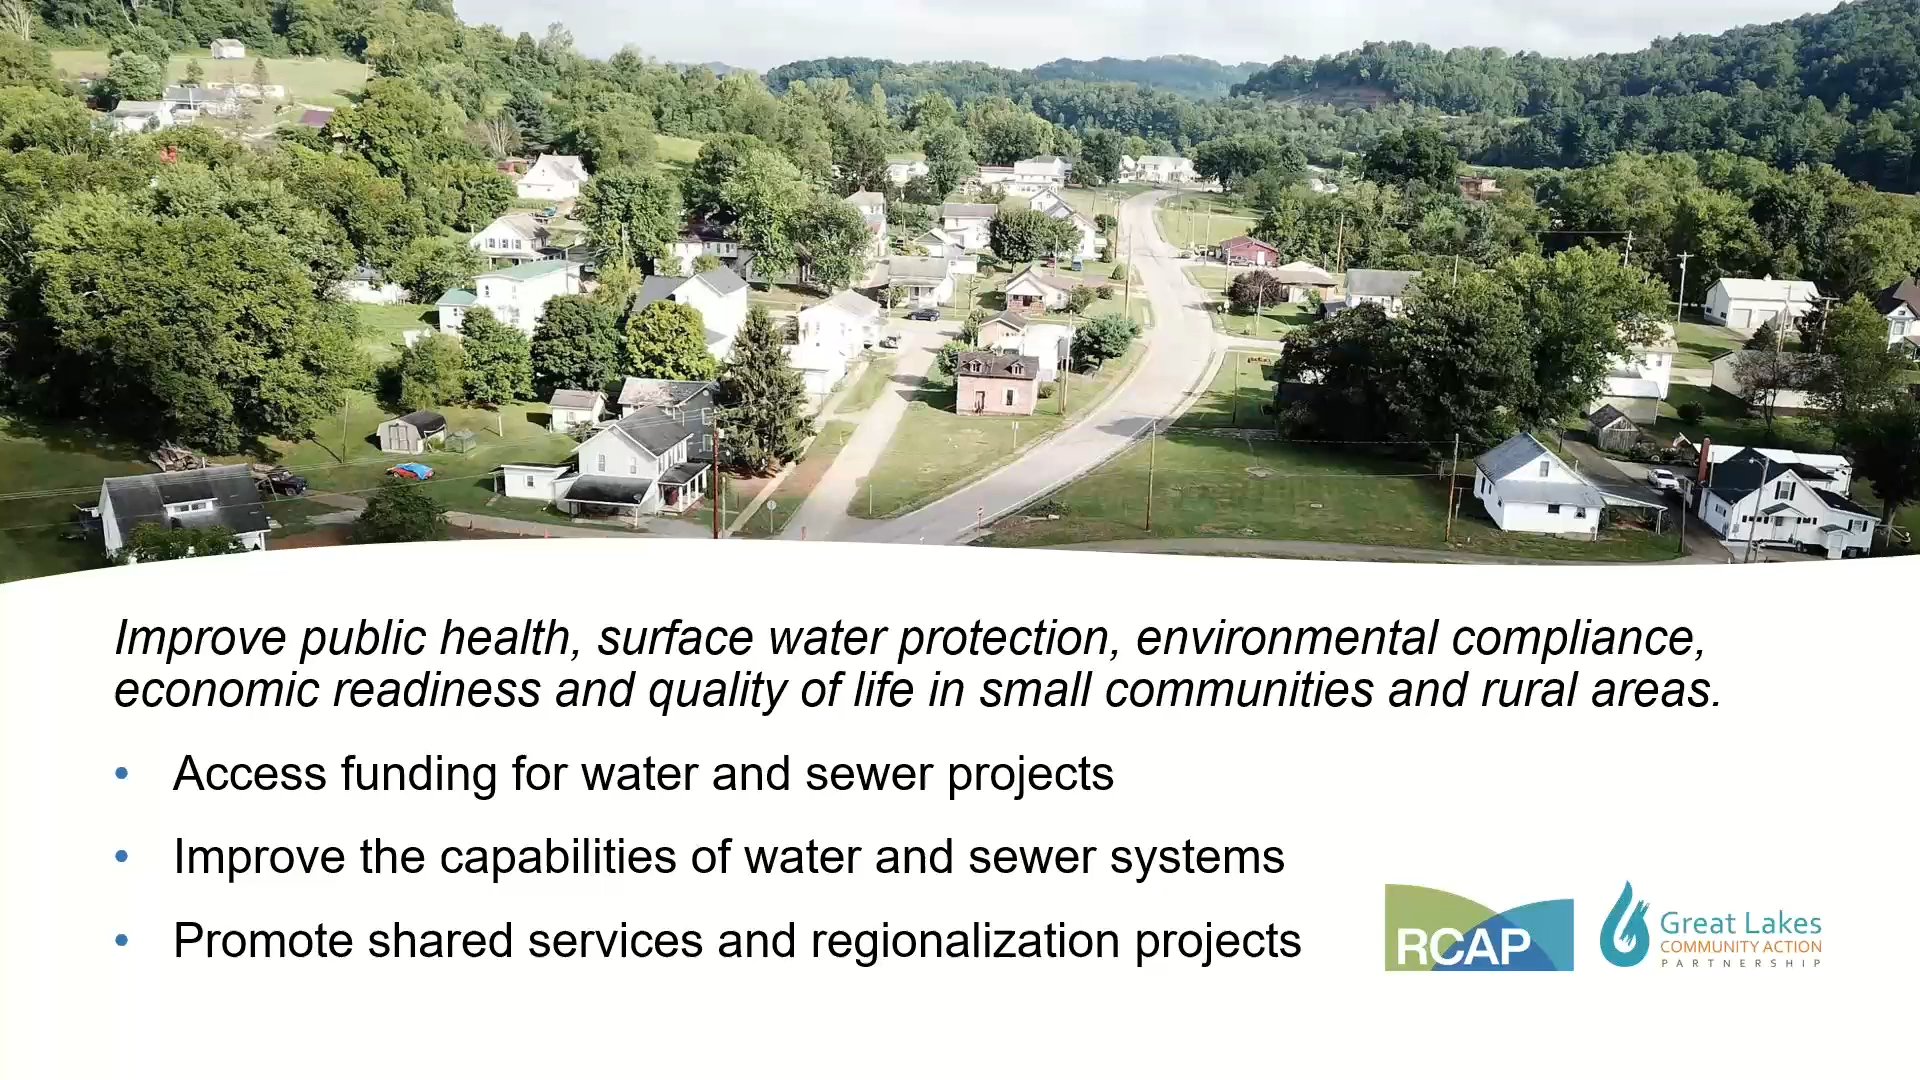 Improve public health, surface water protection, environmental compliance,
economic readiness and quality of life in small communities and rural areas.
• Access funding for water and sewer projects
• Improve the capabilities of water and sewer systems
• Promote shared services and regionalization projects
RCAP
Great Lakes
COMMUNITY ACTION
PARTNERSHIP